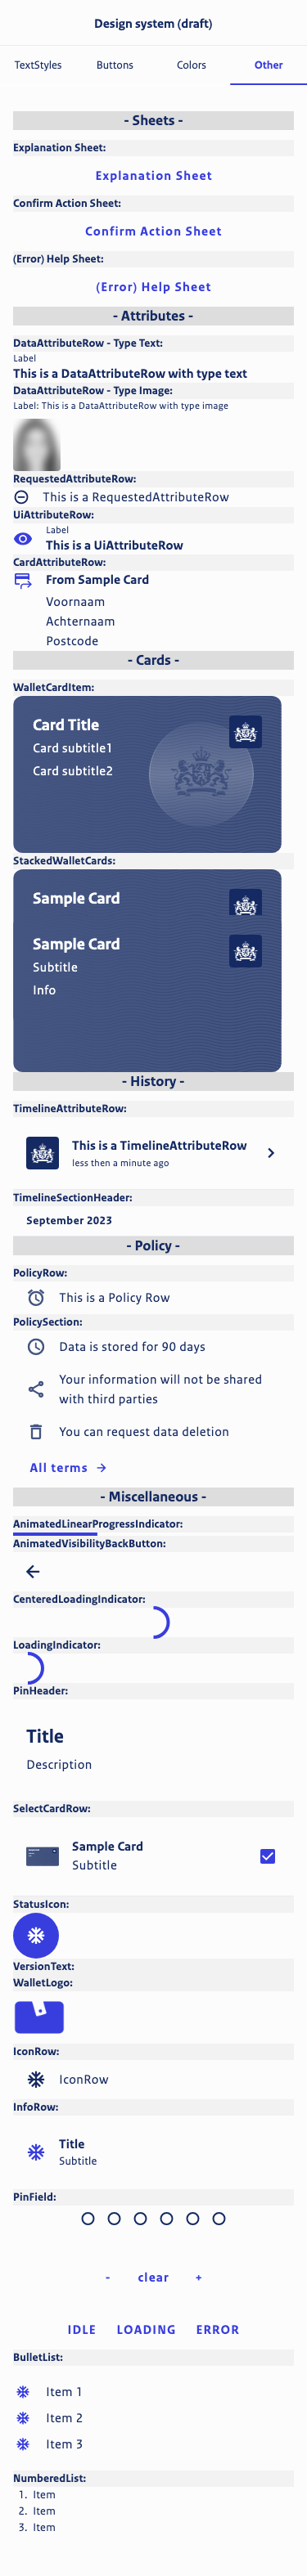 Design system (draft)
TextStyles Buttons Colors Other
- Sheets -
Explanation Sheet:
Explanation Sheet
Confirm Action Sheet:
Confirm Action Sheet
(Error) Help Sheet:
(Error) Help Sheet
- Attributes -
DataAttributeRow - Type Text:
Label
This is a DataAttributeRow with type text
DataAttributeRow - Type Image:
Label: This is a DataAttributeRow with type image
RequestedAttributeRow:
This is a RequestedAttributeRow
UiAttributeRow:
Label
This is a UiAttributeRow
CardAttributeRow:
From Sample Card
Voornaam
Achternaam
Postcode
- Cards -
WalletCardItem:
Card Title
Card subtitle1
Card subtitle2
StackedWalletCards:
Sample Card
Sample Card
Subtitle
Info
- History -
TimelineAttributeRow:
This is a TimelineAttributeRow
less then a minute ago
TimelineSectionHeader:
September 2023
- Policy -
PolicyRow:
This is a Policy Row
PolicySection:
Data is stored for 90 days
Your information will not be shared
with third parties
You can request data deletion
All terms
- Miscellaneous -
AnimatedLinearProgressIndicator:
AnimatedVisibilityBackButton:
CenteredLoadingIndicator:
LoadingIndicator:
PinHeader:
Title
Description
SelectCardRow:
Sample Card
Subtitle
StatusIcon:
VersionText:
WalletLogo:
IconRow:
IconRow
InfoRow:
Title
Subtitle
PinField:
- clear +
IDLE LOADING ERROR
BulletList:
Item 1
Item 2
Item 3
NumberedList:
1. Item
2. Item
3. Item